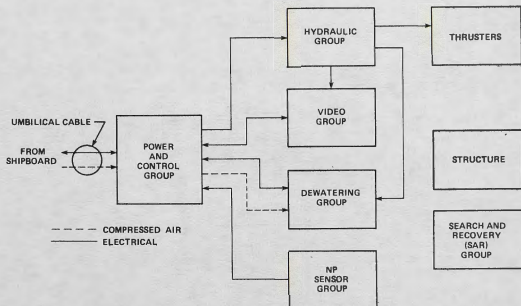 HYDRAULIC
GROUP
THRUSTERS
UMBILICAL CABLE
FROM
SHIPBOARD
POWER
AND
CONTROL
GROUP
VIDEO
GROUP
STRUCTURE
DEWATERING
GROUP
COMPRESSED AIR
ELECTRICAL
SEARCH AND
RECOVERY
(SAR)
GROUP
NP
SENSOR
GROUP